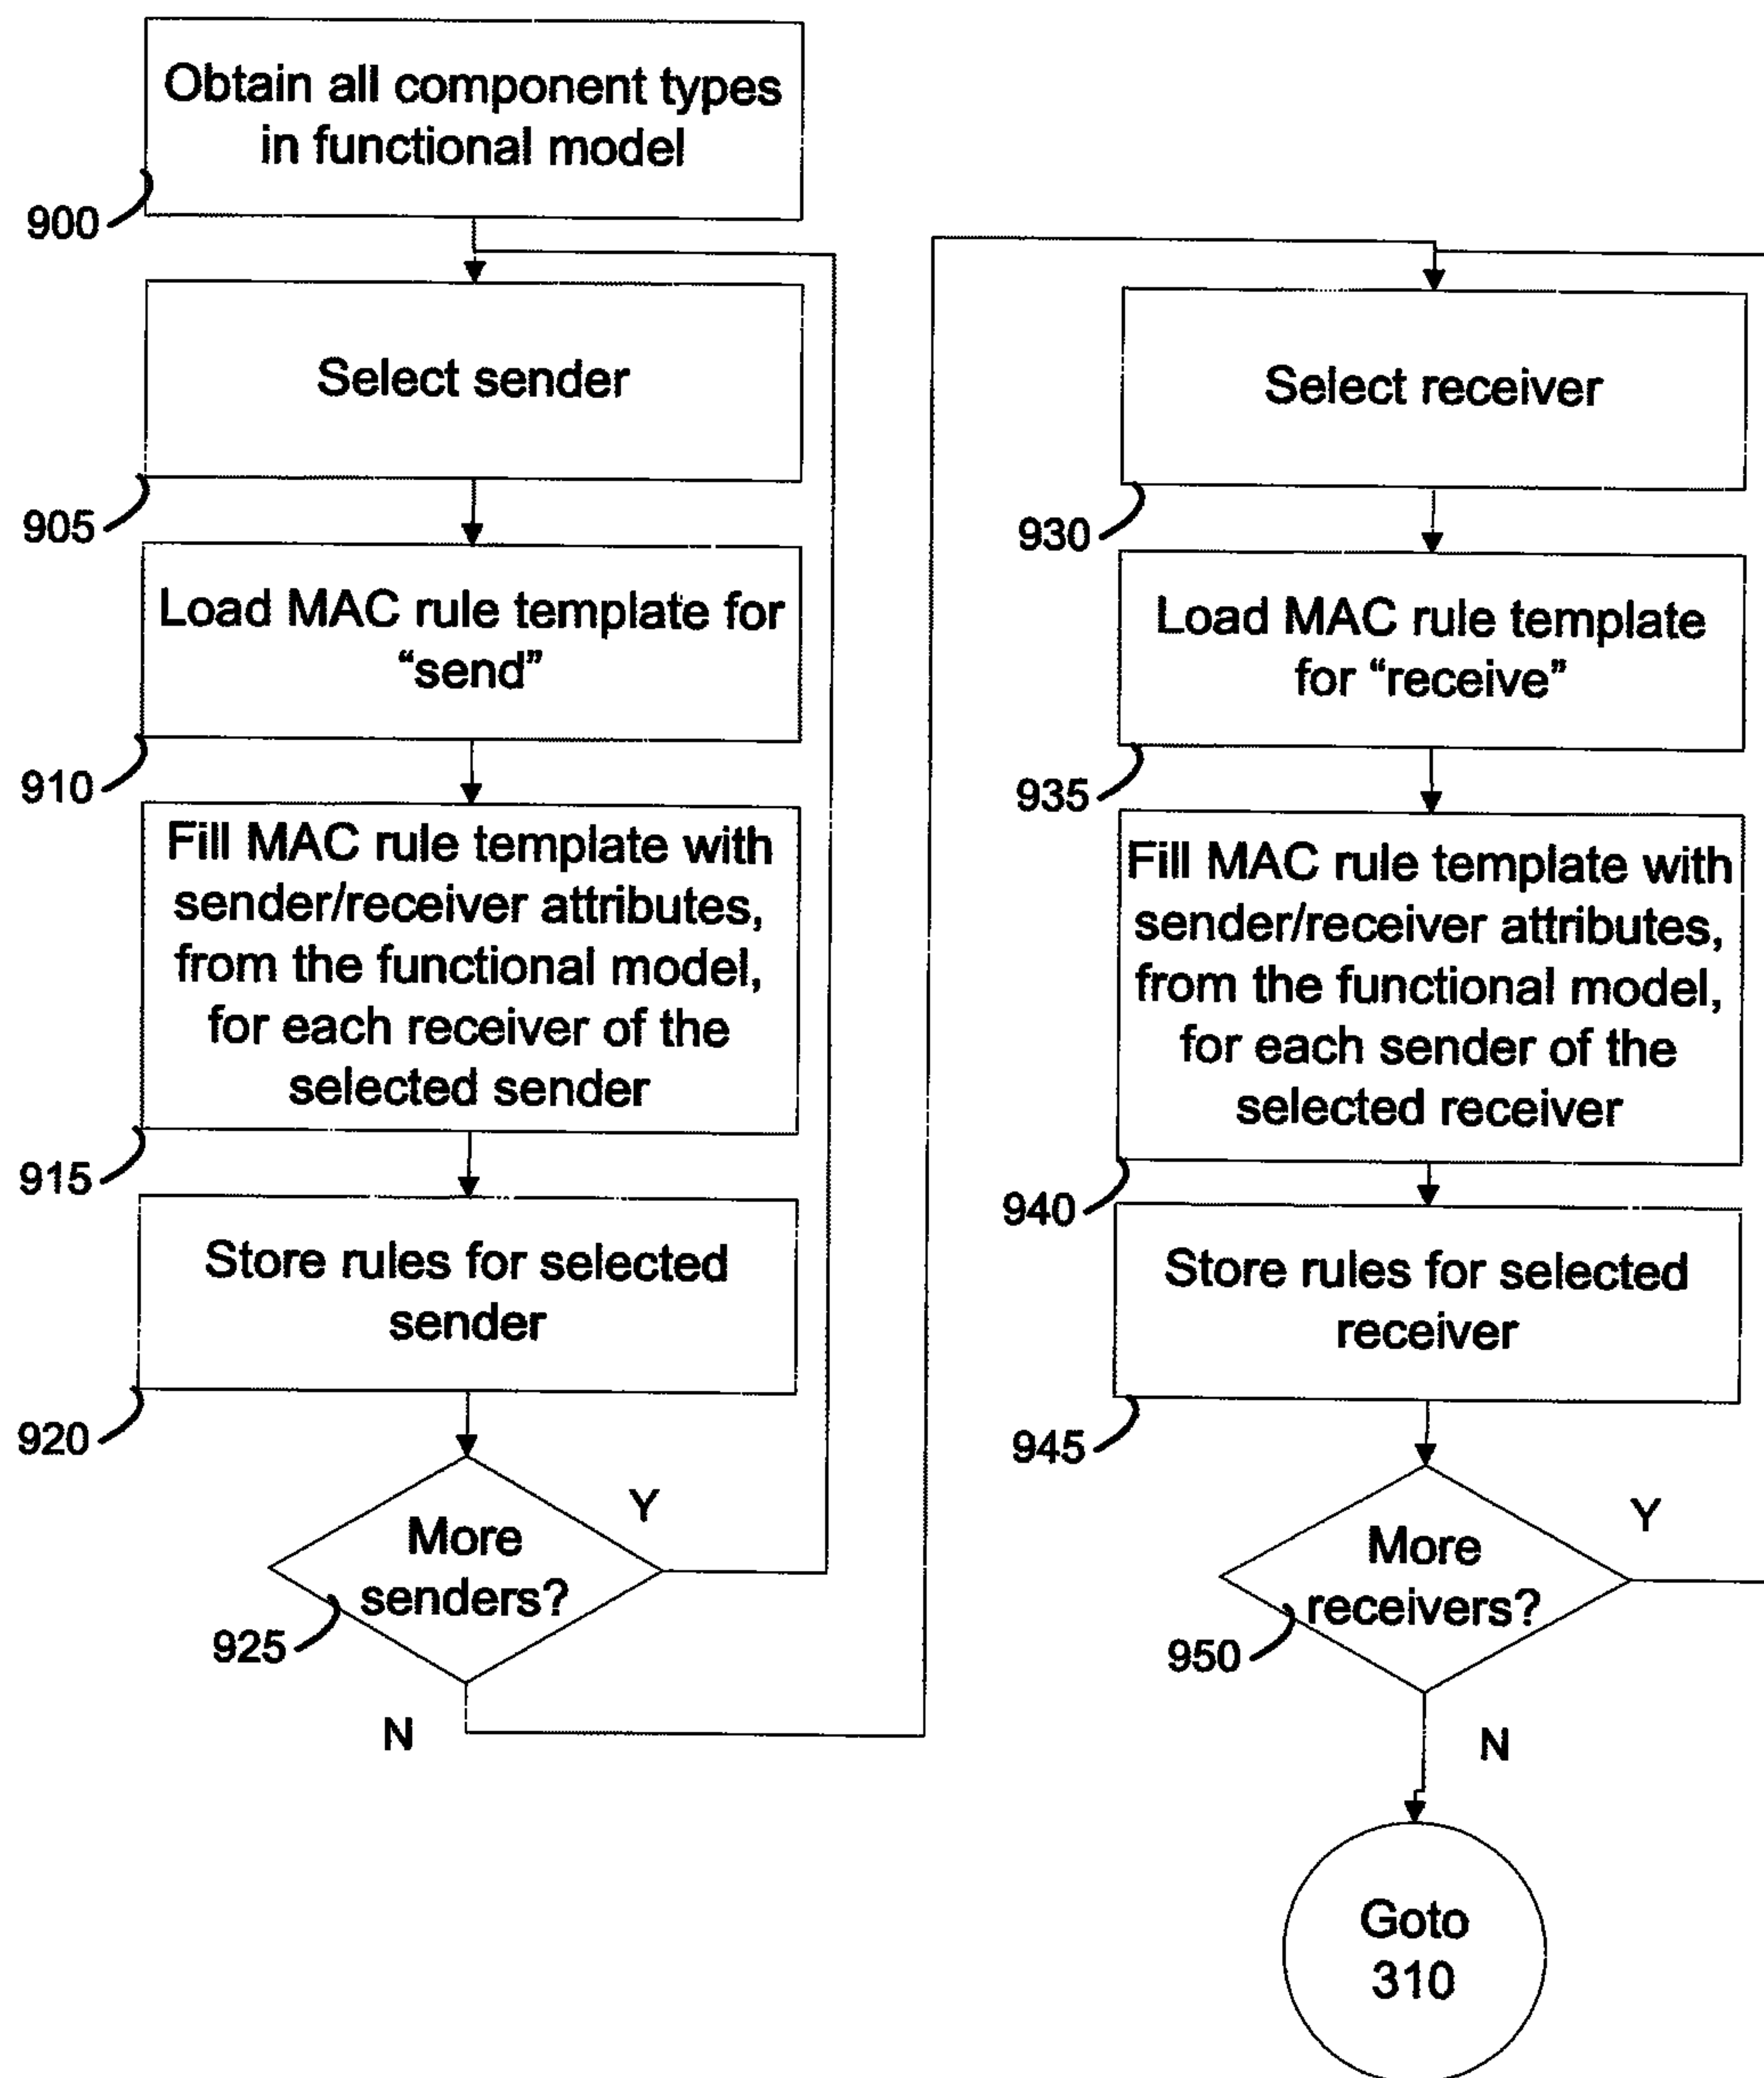 Obtain all component types
in functional model
900
Select sender
905
Load MAC rule template for
“send”
910
Fill MAC rule template with
sender/receiver attributes,
from the functional model,
for each receiver of the
selected sender
915
Store rules for selected
sender
920
More
senders?
Y
925
N
Select receiver
930
Load MAC rule template
for “receive”
935
Fill MAC rule template with
sender/receiver attributes,
from the functional model,
for each sender of the
selected receiver
940
Store rules for selected
receiver
945
More
receivers?
Y
950
N
Goto
310